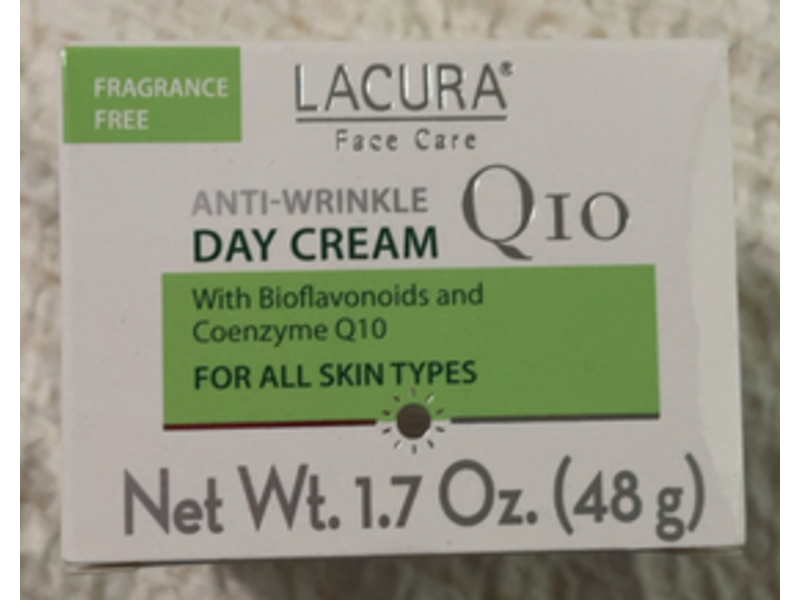 FRAGRANCE
FREE
LACURA®
Face Care
ANTI-WRINKLE Q10
DAY CREAM
With Bioflavonoids and
Coenzyme Q10
FOR ALL SKIN TYPES
Net Wt. 1.7 Oz. (48 g)